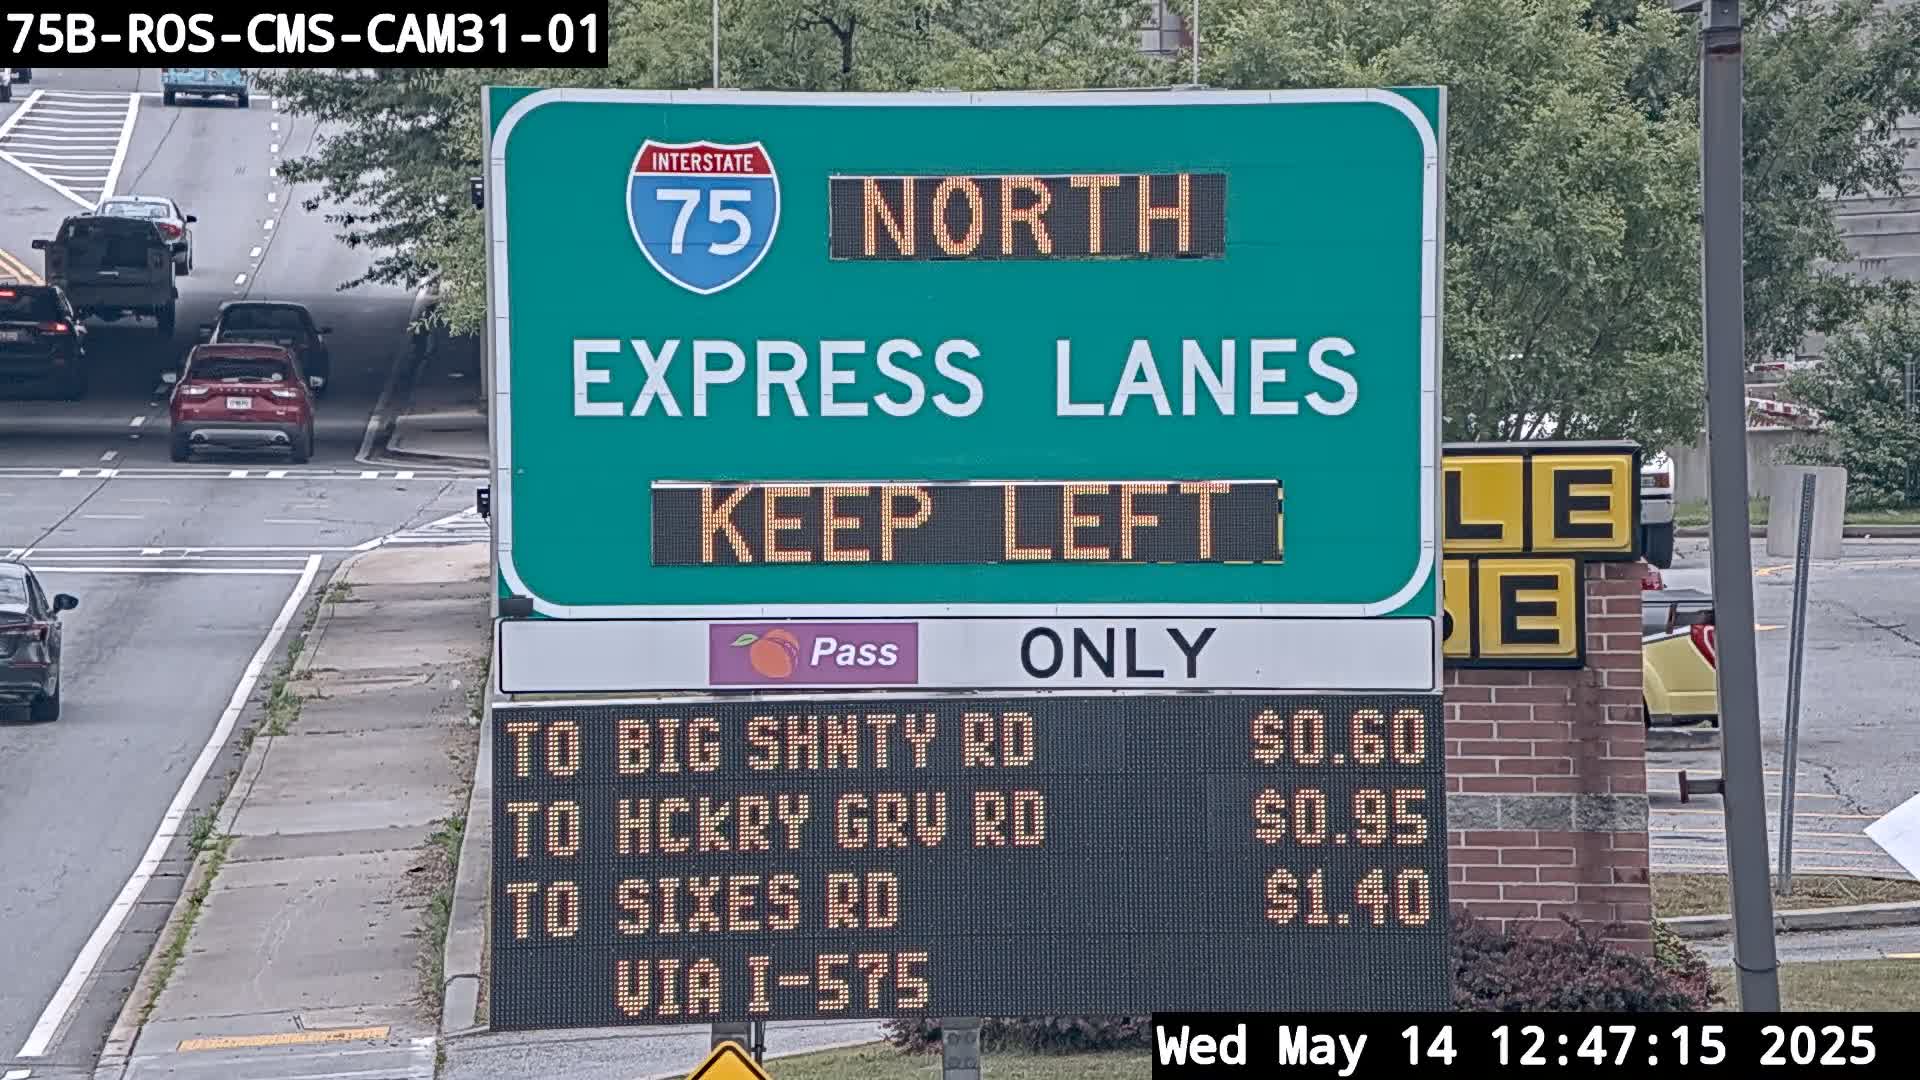 75B-ROS-CMS-CAM31-01
INTERSTATE
75
NORTH
EXPRESS LANES
KEEP LEFT
Pass ONLY
TO BIG SHNTY RD $0.60
TO HCKRY GRV RD $0.95
TO SIXES RD $1.40
VIA I-575
LE
E
Wed May 14 12:47:15 2025